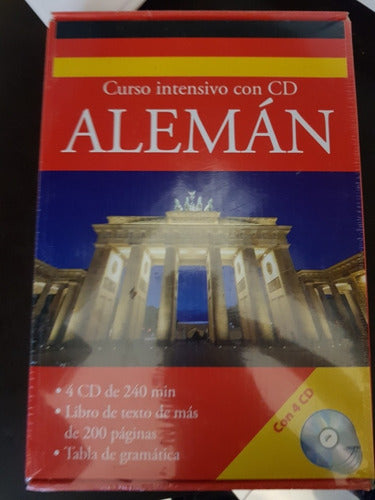 Curso intensivo con CD
ALEMÁN
• 4 CD de 240 min
• Libro de texto de más
de 200 páginas
• Tabla de gramática
Con 4 CD